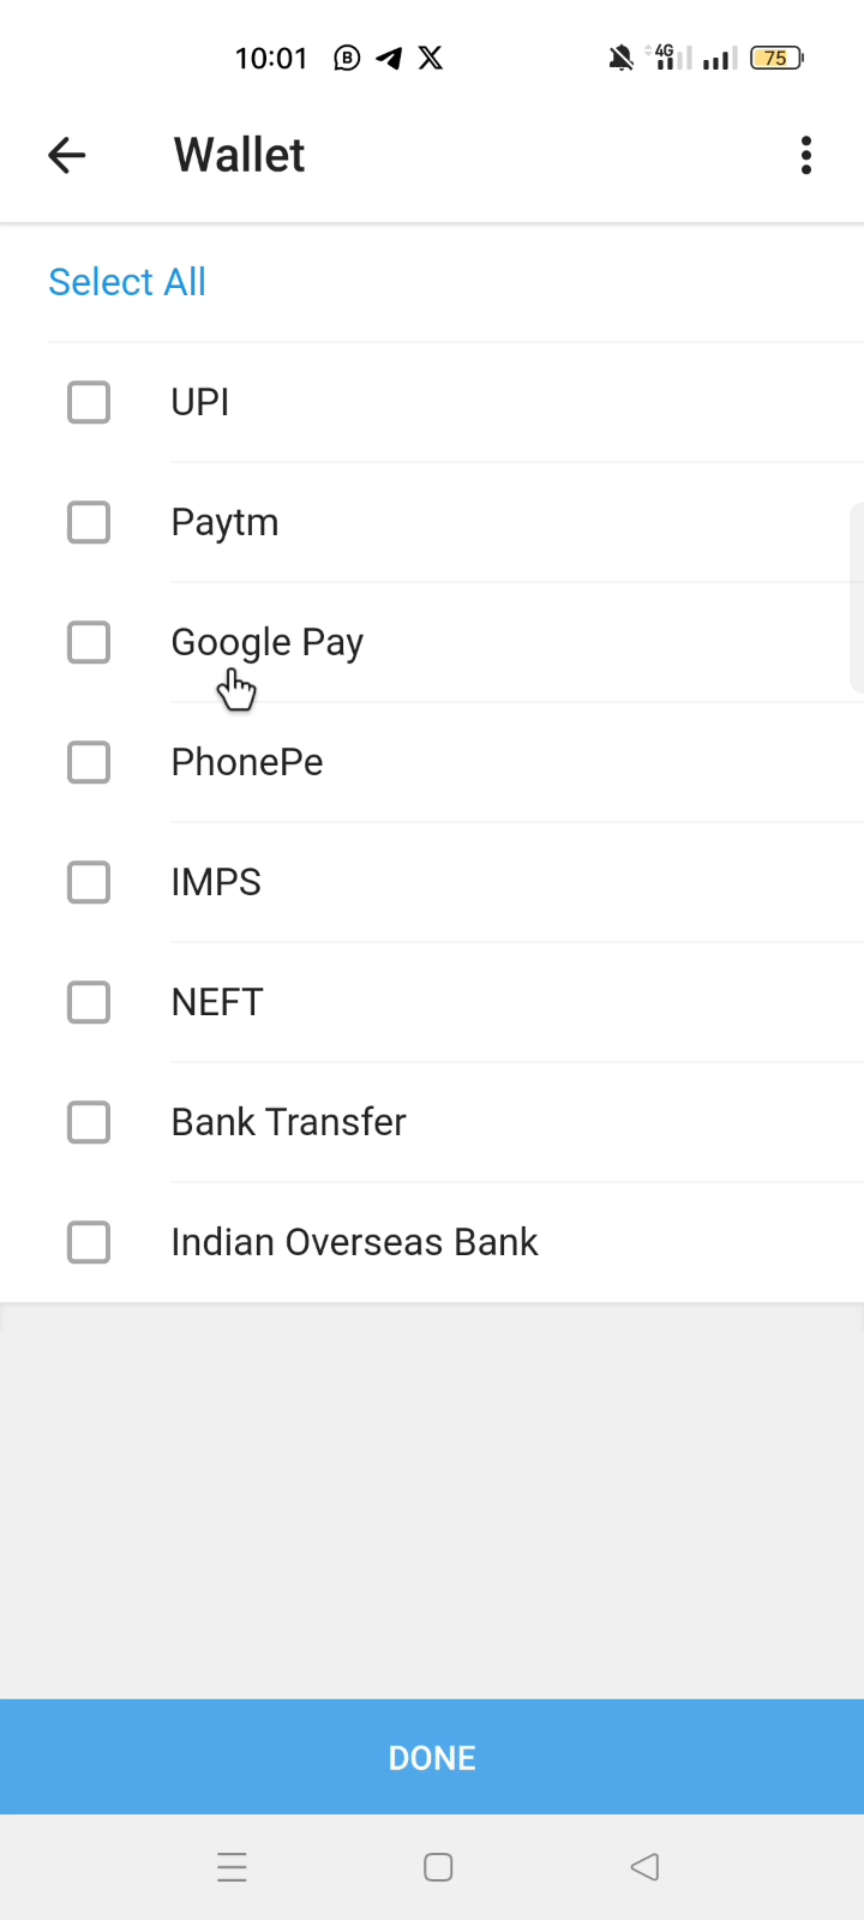 10:01 4G 75
Wallet
Select All
UPI
Paytm
Google Pay
PhonePe
IMPS
NEFT
Bank Transfer
Indian Overseas Bank
DONE